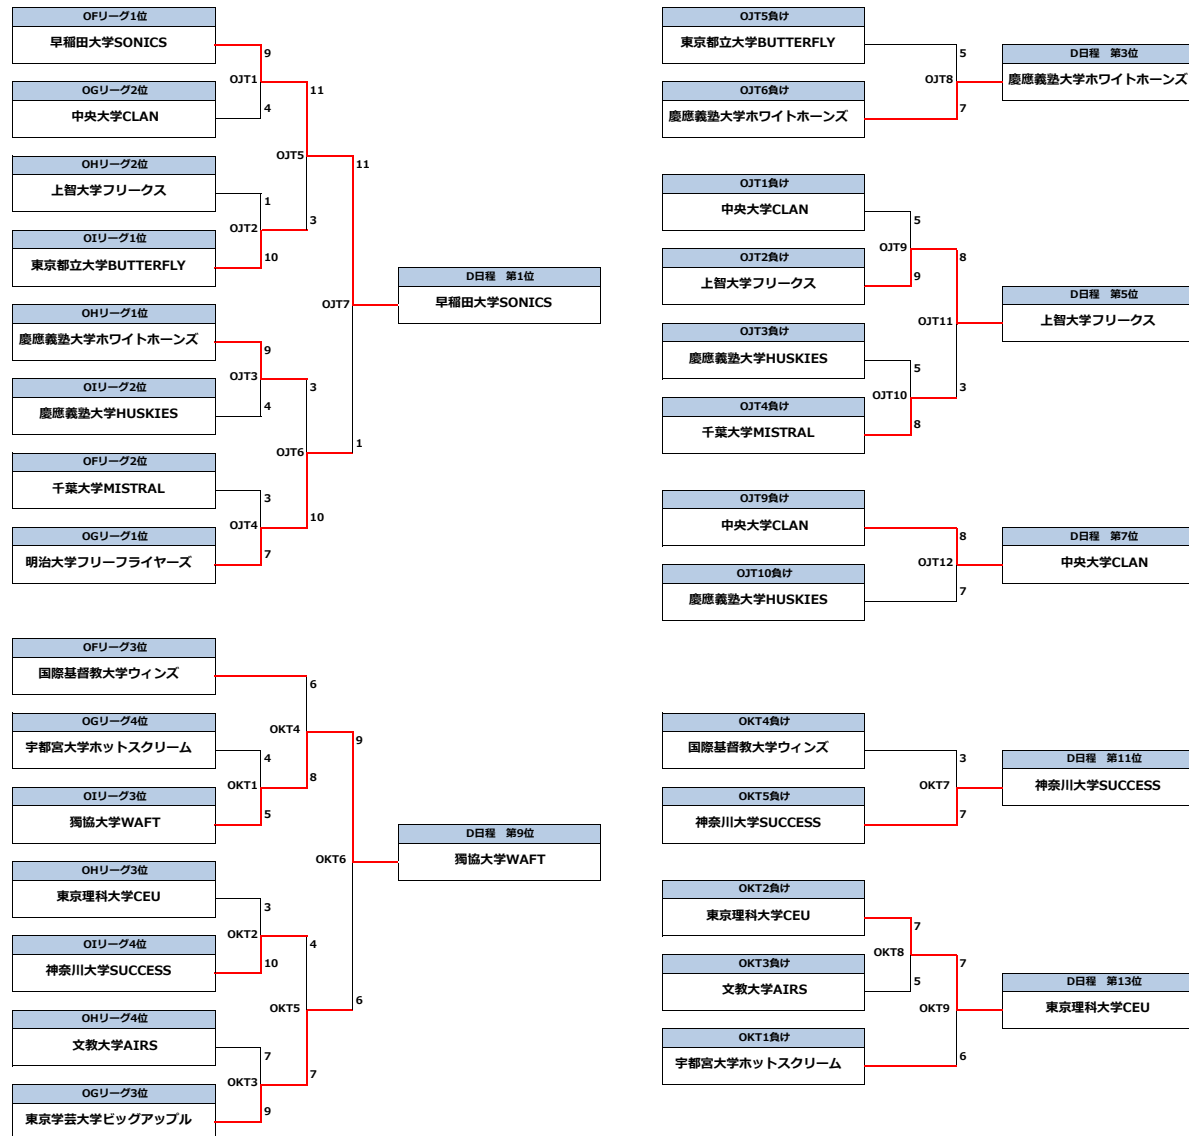 OFリーグ1位
早稲田大学SONICS
9
OJT1
OGリーグ2位
4
中央大学CLAN
11
OJT5
OHリーグ2位
上智大学フリークス
1
OJT2
3
OIリーグ1位
10
東京都立大学BUTTERFLY
11
OJT7
D日程　第1位
早稲田大学SONICS
OHリーグ1位
慶應義塾大学ホワイトホーンズ
9
OJT3
3
OIリーグ2位
4
慶應義塾大学HUSKIES
OJT6
1
OFリーグ2位
千葉大学MISTRAL
3
OJT4
10
OGリーグ1位
7
明治大学フリーフライヤーズ
OJT5負け
東京都立大学BUTTERFLY
5
OJT8
D日程　第3位
慶應義塾大学ホワイトホーンズ
OJT6負け
7
慶應義塾大学ホワイトホーンズ
OJT1負け
中央大学CLAN
5
OJT9
8
OJT2負け
9
上智大学フリークス
OJT11
D日程　第5位
上智大学フリークス
OJT3負け
慶應義塾大学HUSKIES
5
OJT10
3
OJT4負け
8
千葉大学MISTRAL
OJT9負け
中央大学CLAN
8
OJT12
D日程　第7位
中央大学CLAN
OJT10負け
7
慶應義塾大学HUSKIES
OFリーグ3位
国際基督教大学ウィンズ
6
OKT4
OGリーグ4位
宇都宮大学ホットスクリーム
4
OKT1
8
OIリーグ3位
5
獨協大学WAFT
9
OKT6
D日程　第9位
獨協大学WAFT
OHリーグ3位
東京理科大学CEU
3
OKT2
4
OIリーグ4位
10
神奈川大学SUCCESS
OKT5
6
OHリーグ4位
文教大学AIRS
7
OKT3
7
OGリーグ3位
9
東京学芸大学ビッグアップル
OKT4負け
国際基督教大学ウィンズ
3
OKT7
D日程　第11位
神奈川大学SUCCESS
OKT5負け
7
神奈川大学SUCCESS
OKT2負け
東京理科大学CEU
7
OKT8
7
OKT3負け
5
文教大学AIRS
OKT9
D日程　第13位
東京理科大学CEU
OKT1負け
6
宇都宮大学ホットスクリーム